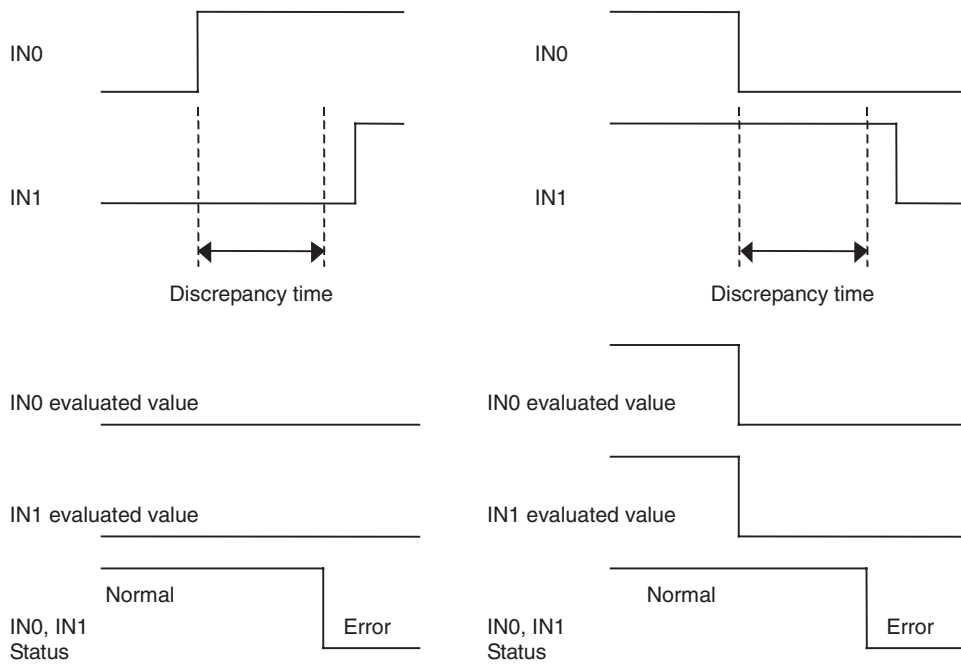 IN0
IN1
Discrepancy time
IN0 evaluated value
IN1 evaluated value
Normal
IN0, IN1
Status
Error
IN0
IN1
Discrepancy time
IN0 evaluated value
IN1 evaluated value
Normal
IN0, IN1
Status
Error